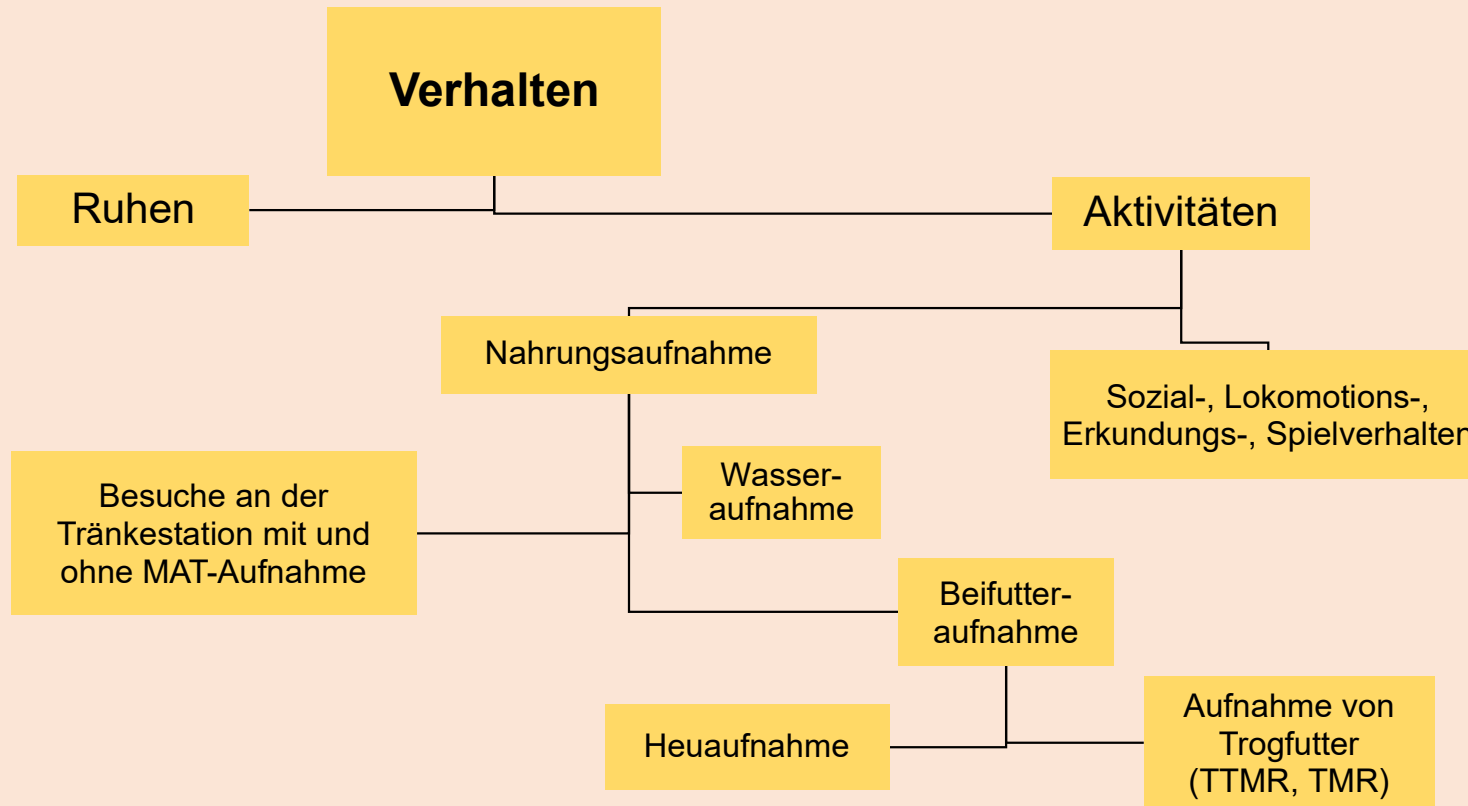 Verhalten
Ruhen
Aktivitäten
Nahrungsaufnahme
Sozial-, Lokomotions-,
Erkundungs-, Spielverhalten
Besuche an der
Tränkestation mit und
ohne MAT-Aufnahme
Wasser-
aufnahme
Beifutter-
aufnahme
Heuaufnahme
Aufnahme von
Trogfutter
(TTMR, TMR)